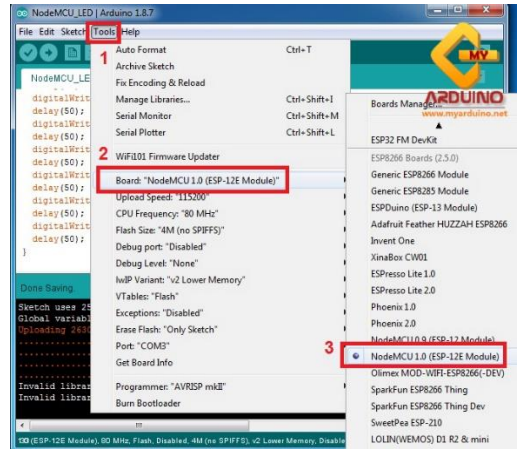 NodeMCU_LED | Arduino 1.8.7
File Edit Sketch Tools Help
1
NodeMCU_LE
digitalWrit
delay(50);
digitalWrit
delay(50);
digitalWrit
delay(50);
digitalWrit
delay(50);
digitalWrit
delay(50);
}
Done Saving.
Sketch uses 25
Global variabl
Uploading 2630
Invalid librar
Invalid librar
Auto Format Ctrl+T
Archive Sketch
Fix Encoding & Reload
Manage Libraries... Ctrl+Shift+I
Serial Monitor Ctrl+Shift+M
Serial Plotter Ctrl+Shift+L
2 WiFi101 Firmware Updater
Board: "NodeMCU 1.0 (ESP-12E Module)"
Upload Speed: "115200"
CPU Frequency: "80 MHz"
Flash Size: "4M (no SPIFFS)"
Debug port: "Disabled"
Debug Level: "None"
lwIP Variant: "v2 Lower Memory"
VTables: "Flash"
Exceptions: "Disabled"
Erase Flash: "Only Sketch"
Port: "COM3"
Get Board Info
Programmer: "AVRISP mkII"
Burn Bootloader
MY
ARDUINO
www.myarduino.net
Boards Manager...
ESP32 FM DevKit
ESP8266 Boards (2.5.0)
Generic ESP8266 Module
Generic ESP8285 Module
ESPDuino (ESP-13 Module)
Adafruit Feather HUZZAH ESP8266
Invent One
XinaBox CW01
ESPresso Lite 1.0
ESPresso Lite 2.0
Phoenix 1.0
Phoenix 2.0
NodeMCU 0.9 (ESP-12 Module)
3 NodeMCU 1.0 (ESP-12E Module)
Olimex MOD-WIFI-ESP8266(-DEV)
SparkFun ESP8266 Thing
SparkFun ESP8266 Thing Dev
SweetPea ESP-210
LOLIN(WEMOS) D1 R2 & mini
(ESP-12E Module), 80 MHz, Flash, Disabled, 4M (no SPIFFS), v2 Lower Memory, Disable